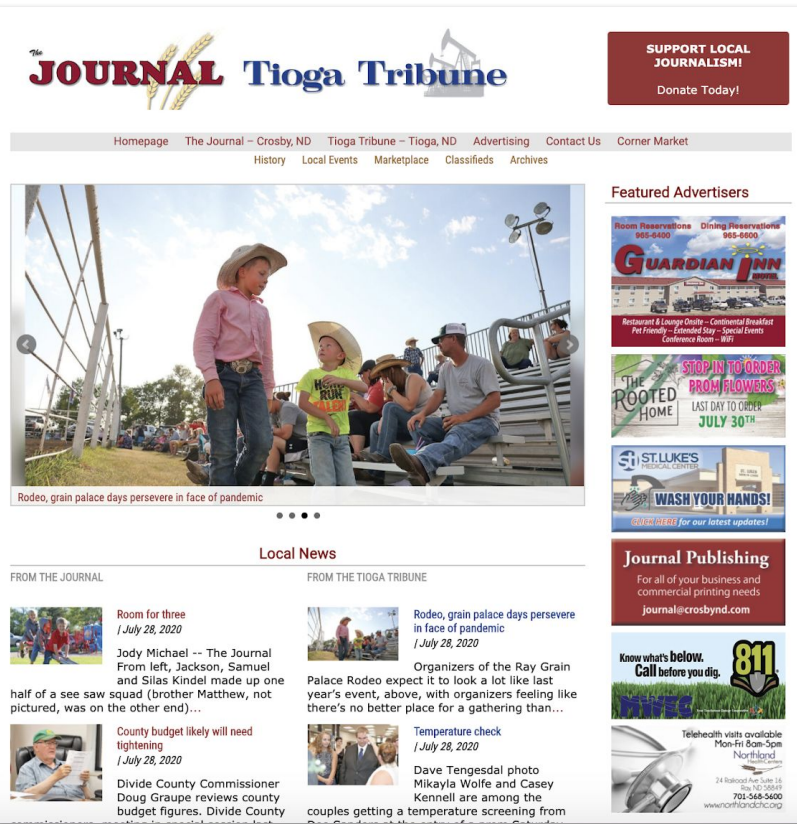 The
JOURNAL Tioga Tribune
SUPPORT LOCAL
JOURNALISM!
Donate Today!
Homepage The Journal – Crosby, ND Tioga Tribune – Tioga, ND Advertising Contact Us Corner Market
History Local Events Marketplace Classifieds Archives
HOME
RUN
Rodeo, grain palace days persevere in face of pandemic
Featured Advertisers
Room Reservations Dining Reservations
965-6400 965-6600
GUARDIAN INN
MOTEL
Restaurant & Lounge Onsite – Continental Breakfast
Pet Friendly – Extended Stay – Special Events
Conference Room – WiFi
THE
ROOTED
HOME
STOP IN TO ORDER
PROM FLOWERS
LAST DAY TO ORDER
JULY 30TH
ST. LUKE'S
MEDICAL CENTER
WASH YOUR HANDS!
CLICK HERE for our latest updates!
Journal Publishing
For all of your business and
commercial printing needs
journal@crosbynd.com
Know what's below.
Call before you dig.
811
MWEC
Telehealth visits available
Mon-Fri 8am-5pm
Northland
HealthCenters
24 Railroad Ave Suite 16
Ray, ND 58849
701-568-5600
www.northlandchc.org
Local News
FROM THE JOURNAL
Room for three
/ July 28, 2020
Jody Michael -- The Journal
From left, Jackson, Samuel
and Silas Kindel made up one
half of a see saw squad (brother Matthew, not
pictured, was on the other end)...
County budget likely will need
tightening
/ July 28, 2020
Divide County Commissioner
Doug Graupe reviews county
budget figures. Divide County
commissioners, meeting in special session last
FROM THE TIOGA TRIBUNE
Rodeo, grain palace days persevere
in face of pandemic
/ July 28, 2020
Organizers of the Ray Grain
Palace Rodeo expect it to look a lot like last
year's event, above, with organizers feeling like
there's no better place for a gathering than...
Temperature check
/ July 28, 2020
Dave Tengesdal photo
Mikayla Wolfe and Casey
Kennell are among the
couples getting a temperature screening from